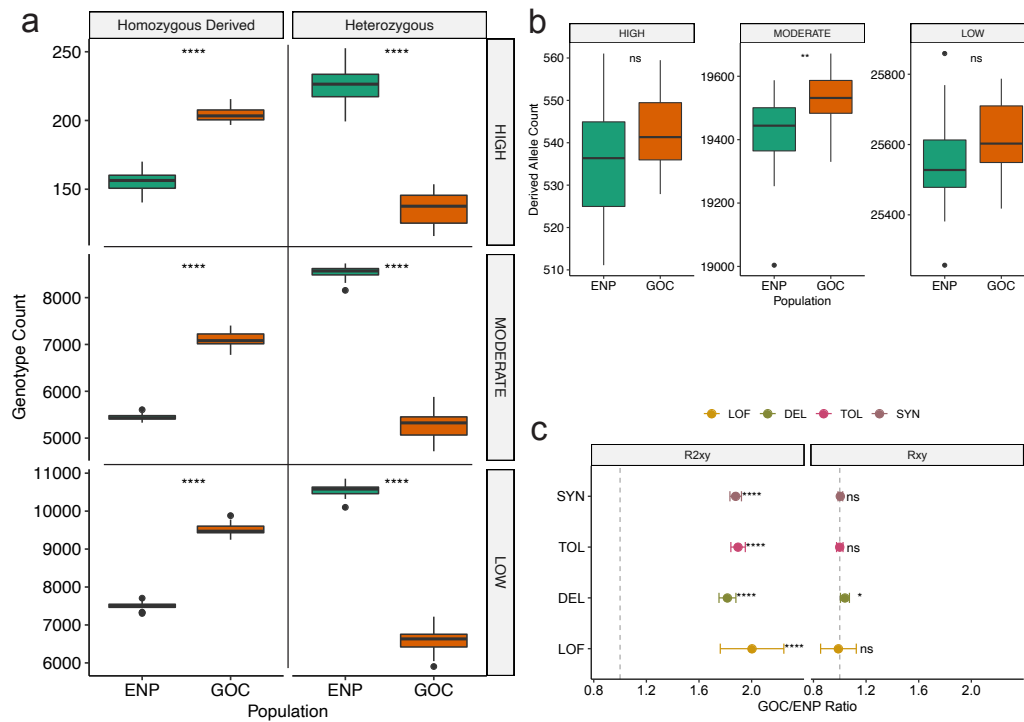 a
Homozygous Derived
Heterozygous
250
200
150
****
****
HIGH
8000
7000
6000
5000
****
****
MODERATE
11000
10000
9000
8000
7000
6000
****
****
LOW
Genotype Count
ENP
GOC
ENP
GOC
Population
b
HIGH
MODERATE
LOW
560
550
540
530
520
510
ns
19600
19400
19200
19000
**
25800
25600
25400
ns
Derived Allele Count
ENP
GOC
ENP
GOC
ENP
GOC
Population
LOF
DEL
TOL
SYN
c
R2xy
Rxy
SYN
****
ns
TOL
****
ns
DEL
****
*
LOF
****
ns
0.8
1.2
1.6
2.0
0.8
1.2
1.6
2.0
GOC/ENP Ratio